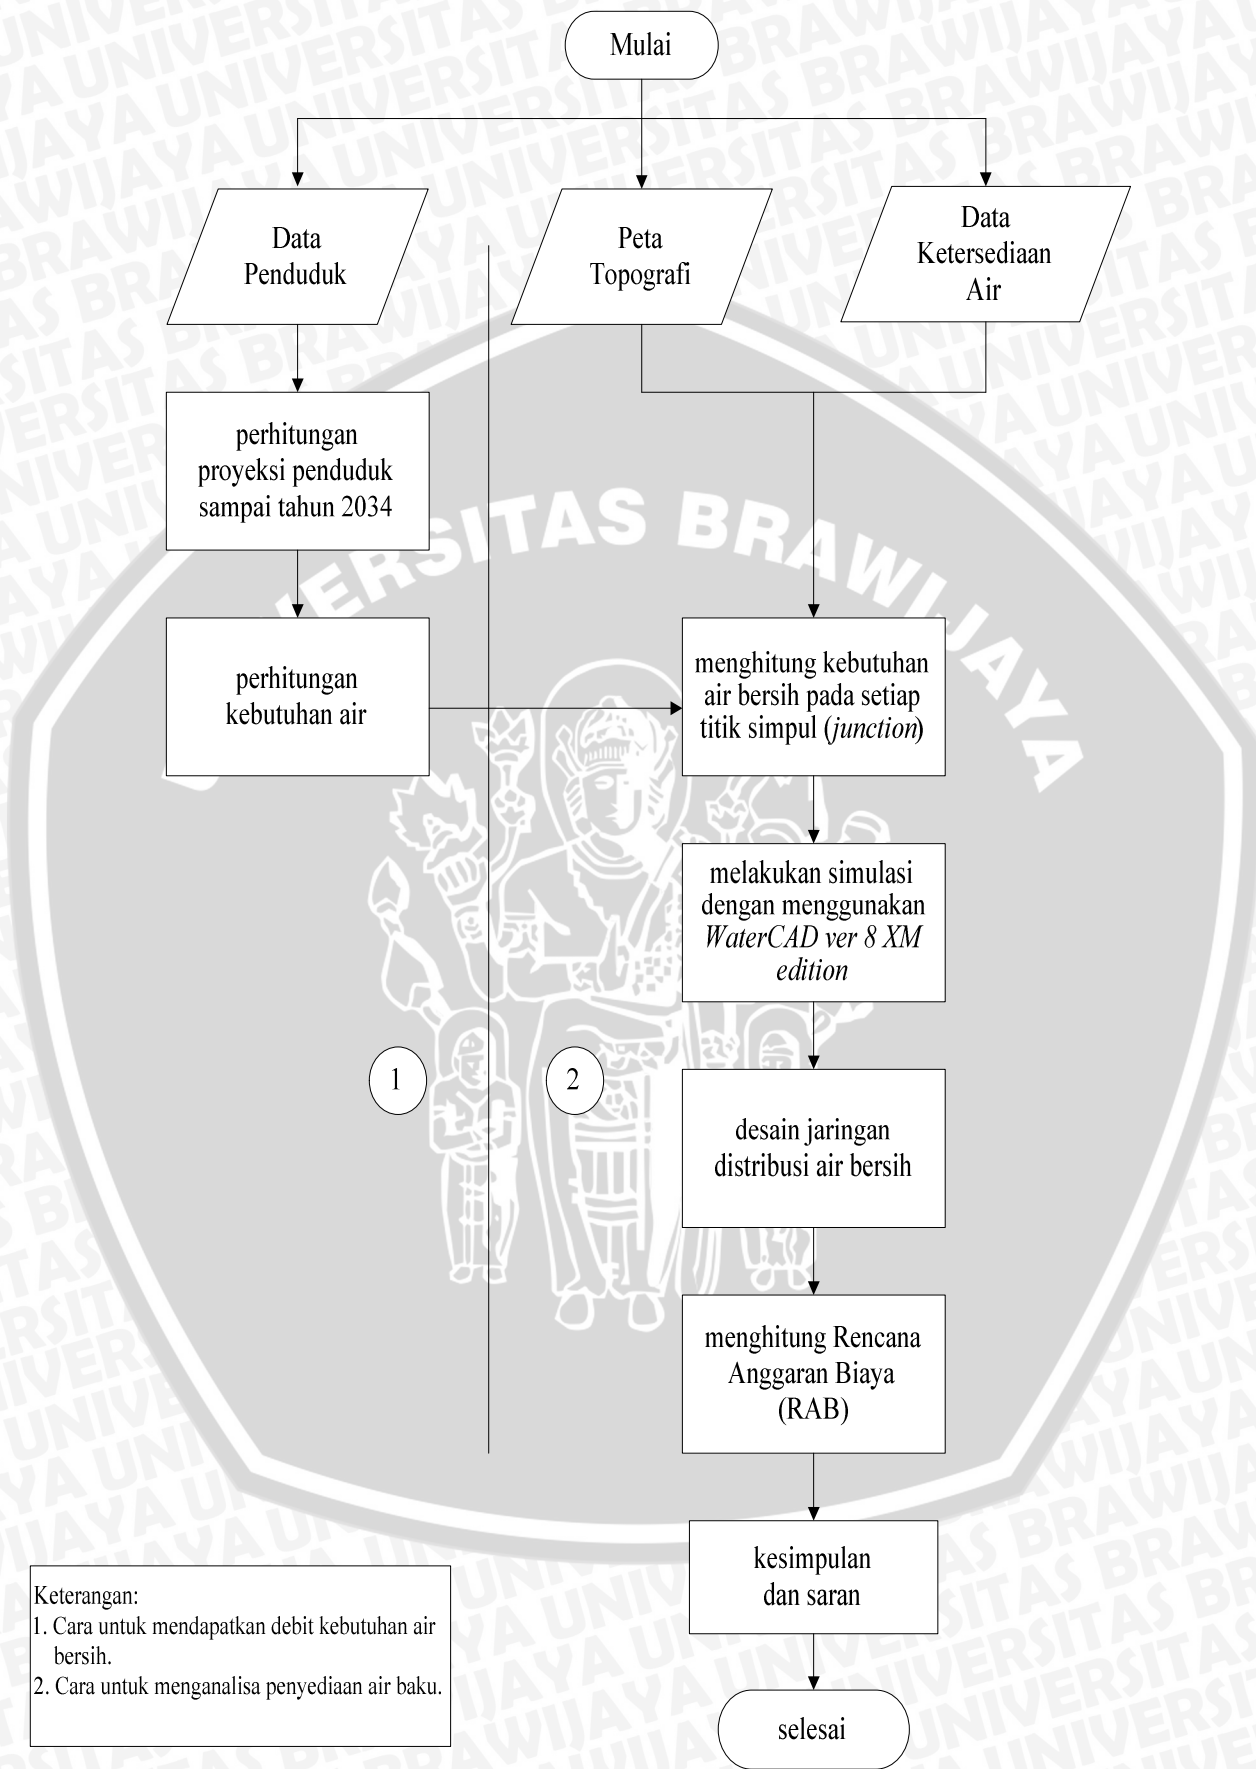 Mulai
Data
Penduduk
Peta
Topografi
Data
Ketersediaan
Air
perhitungan
proyeksi penduduk
sampai tahun 2034
perhitungan
kebutuhan air
menghitung kebutuhan
air bersih pada setiap
titik simpul (junction)
melakukan simulasi
dengan menggunakan
WaterCAD ver 8 XM
edition
1
2
desain jaringan
distribusi air bersih
menghitung Rencana
Anggaran Biaya
(RAB)
kesimpulan
dan saran
selesai
Keterangan:
1. Cara untuk mendapatkan debit kebutuhan air
bersih.
2. Cara untuk menganalisa penyediaan air baku.